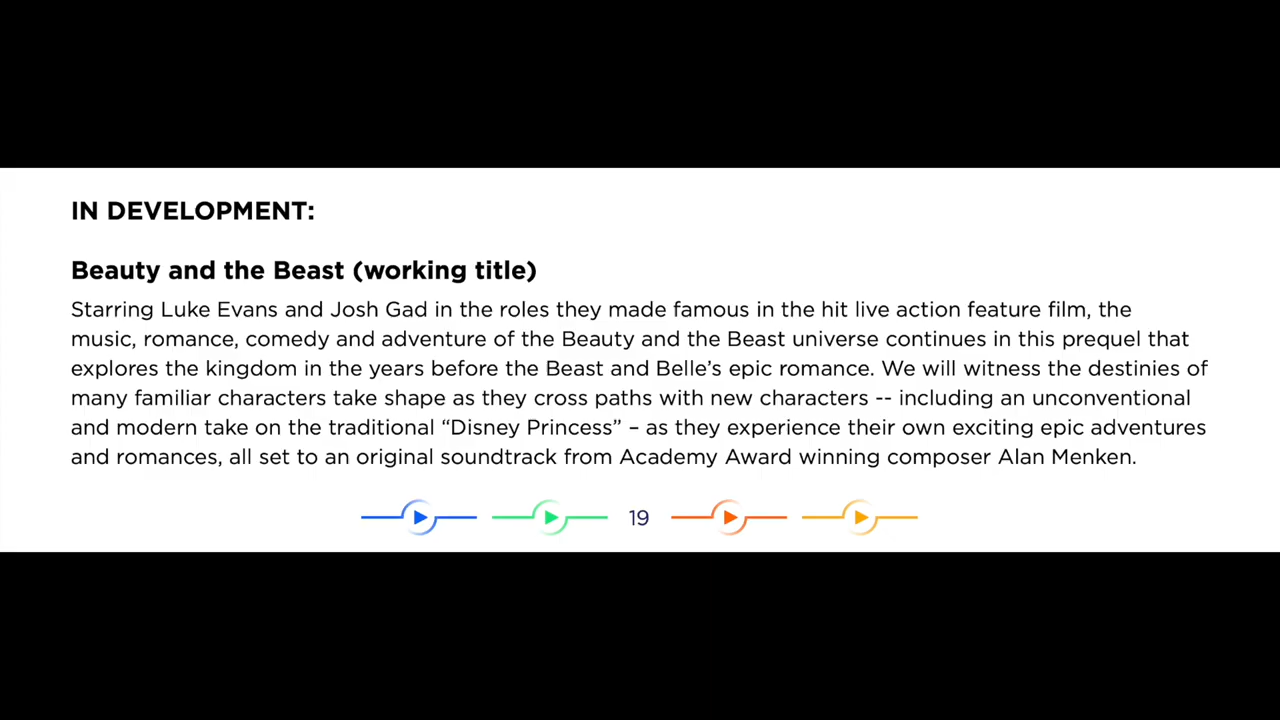 IN DEVELOPMENT:
Beauty and the Beast (working title)
Starring Luke Evans and Josh Gad in the roles they made famous in the hit live action feature film, the
music, romance, comedy and adventure of the Beauty and the Beast universe continues in this prequel that
explores the kingdom in the years before the Beast and Belle’s epic romance. We will witness the destinies of
many familiar characters take shape as they cross paths with new characters -- including an unconventional
and modern take on the traditional “Disney Princess” – as they experience their own exciting epic adventures
and romances, all set to an original soundtrack from Academy Award winning composer Alan Menken.
19